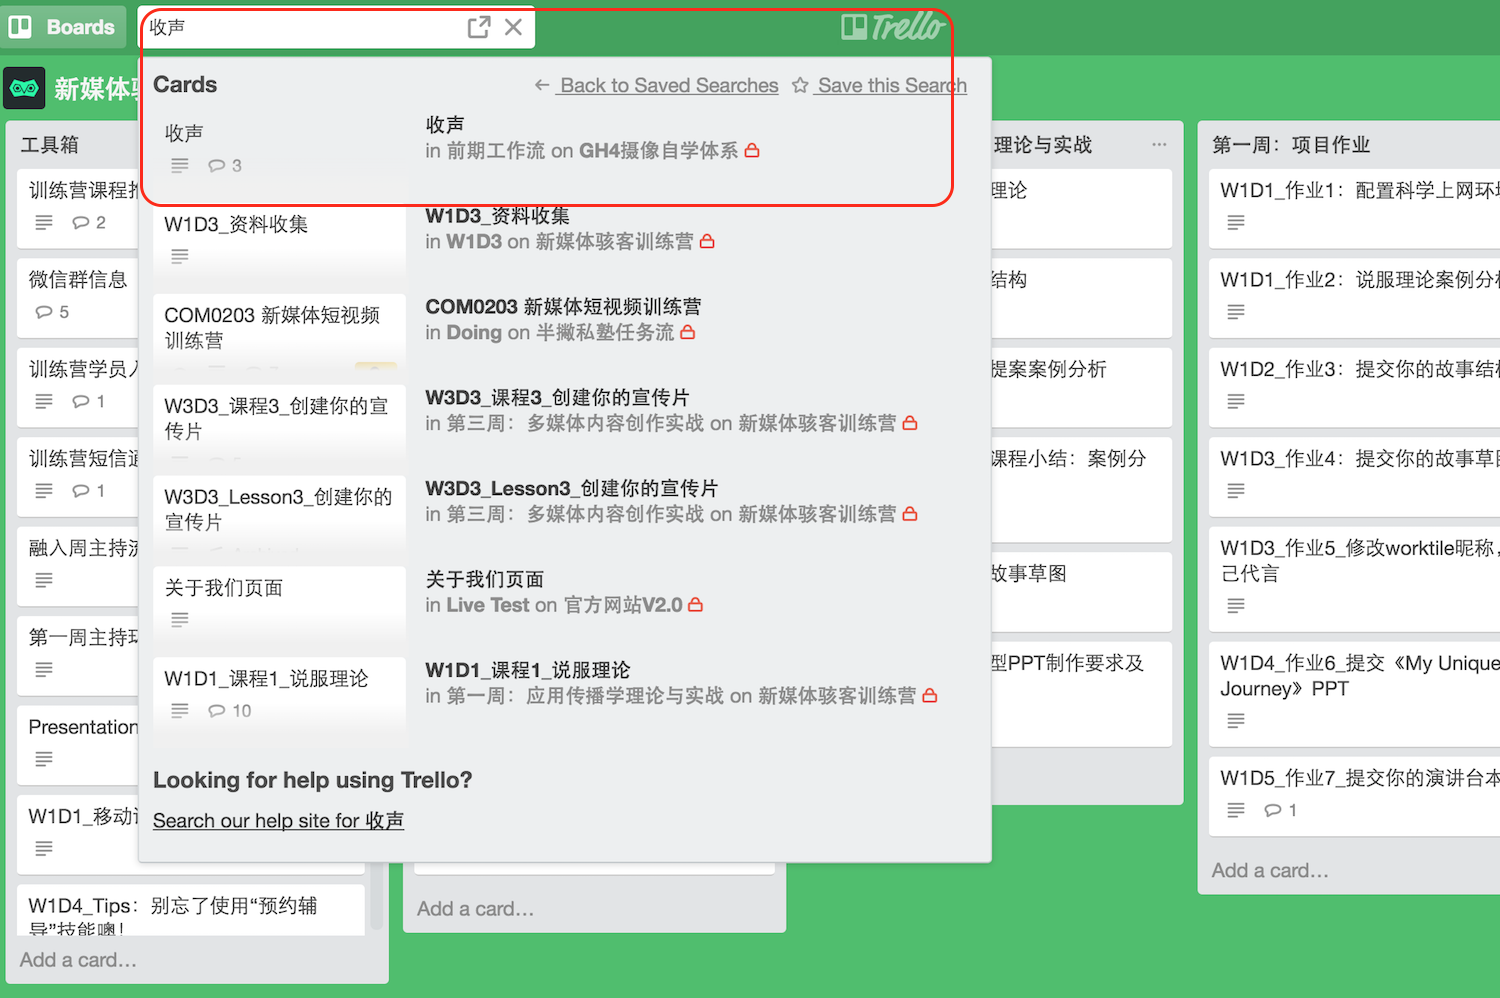 Boards
收声
Trello
新媒体骇
Cards
← Back to Saved Searches
Save this Search
收声
3
收声
in 前期工作流 on GH4摄像自学体系
W1D3_资料收集
W1D3_资料收集
in W1D3 on 新媒体骇客训练营
COM0203 新媒体短视频
训练营
COM0203 新媒体短视频训练营
in Doing on 半撇私塾任务流
W3D3_课程3_创建你的宣
传片
W3D3_课程3_创建你的宣传片
in 第三周：多媒体内容创作实战 on 新媒体骇客训练营
W3D3_Lesson3_创建你的
宣传片
W3D3_Lesson3_创建你的宣传片
in 第三周：多媒体内容创作实战 on 新媒体骇客训练营
关于我们页面
关于我们页面
in Live Test on 官方网站V2.0
W1D1_课程1_说服理论
10
W1D1_课程1_说服理论
in 第一周：应用传播学理论与实战 on 新媒体骇客训练营
Looking for help using Trello?
Search our help site for 收声
工具箱
训练营课程推
2
微信群信息
5
训练营学员入
1
训练营短信通
1
融入周主持流
第一周主持环
Presentation
W1D1_移动
W1D4_Tips：别忘了使用“预约辅
导”技能噢！
Add a card…
Add a card…
理论与实战
理论
结构
提案案例分析
课程小结：案例分
故事草图
型PPT制作要求及
第一周：项目作业
W1D1_作业1：配置科学上网环境
W1D1_作业2：说服理论案例分析
W1D2_作业3：提交你的故事结构
W1D3_作业4：提交你的故事草图
W1D3_作业5_修改worktile昵称，
己代言
W1D4_作业6_提交《My Unique
Journey》PPT
W1D5_作业7_提交你的演讲台本
1
Add a card…